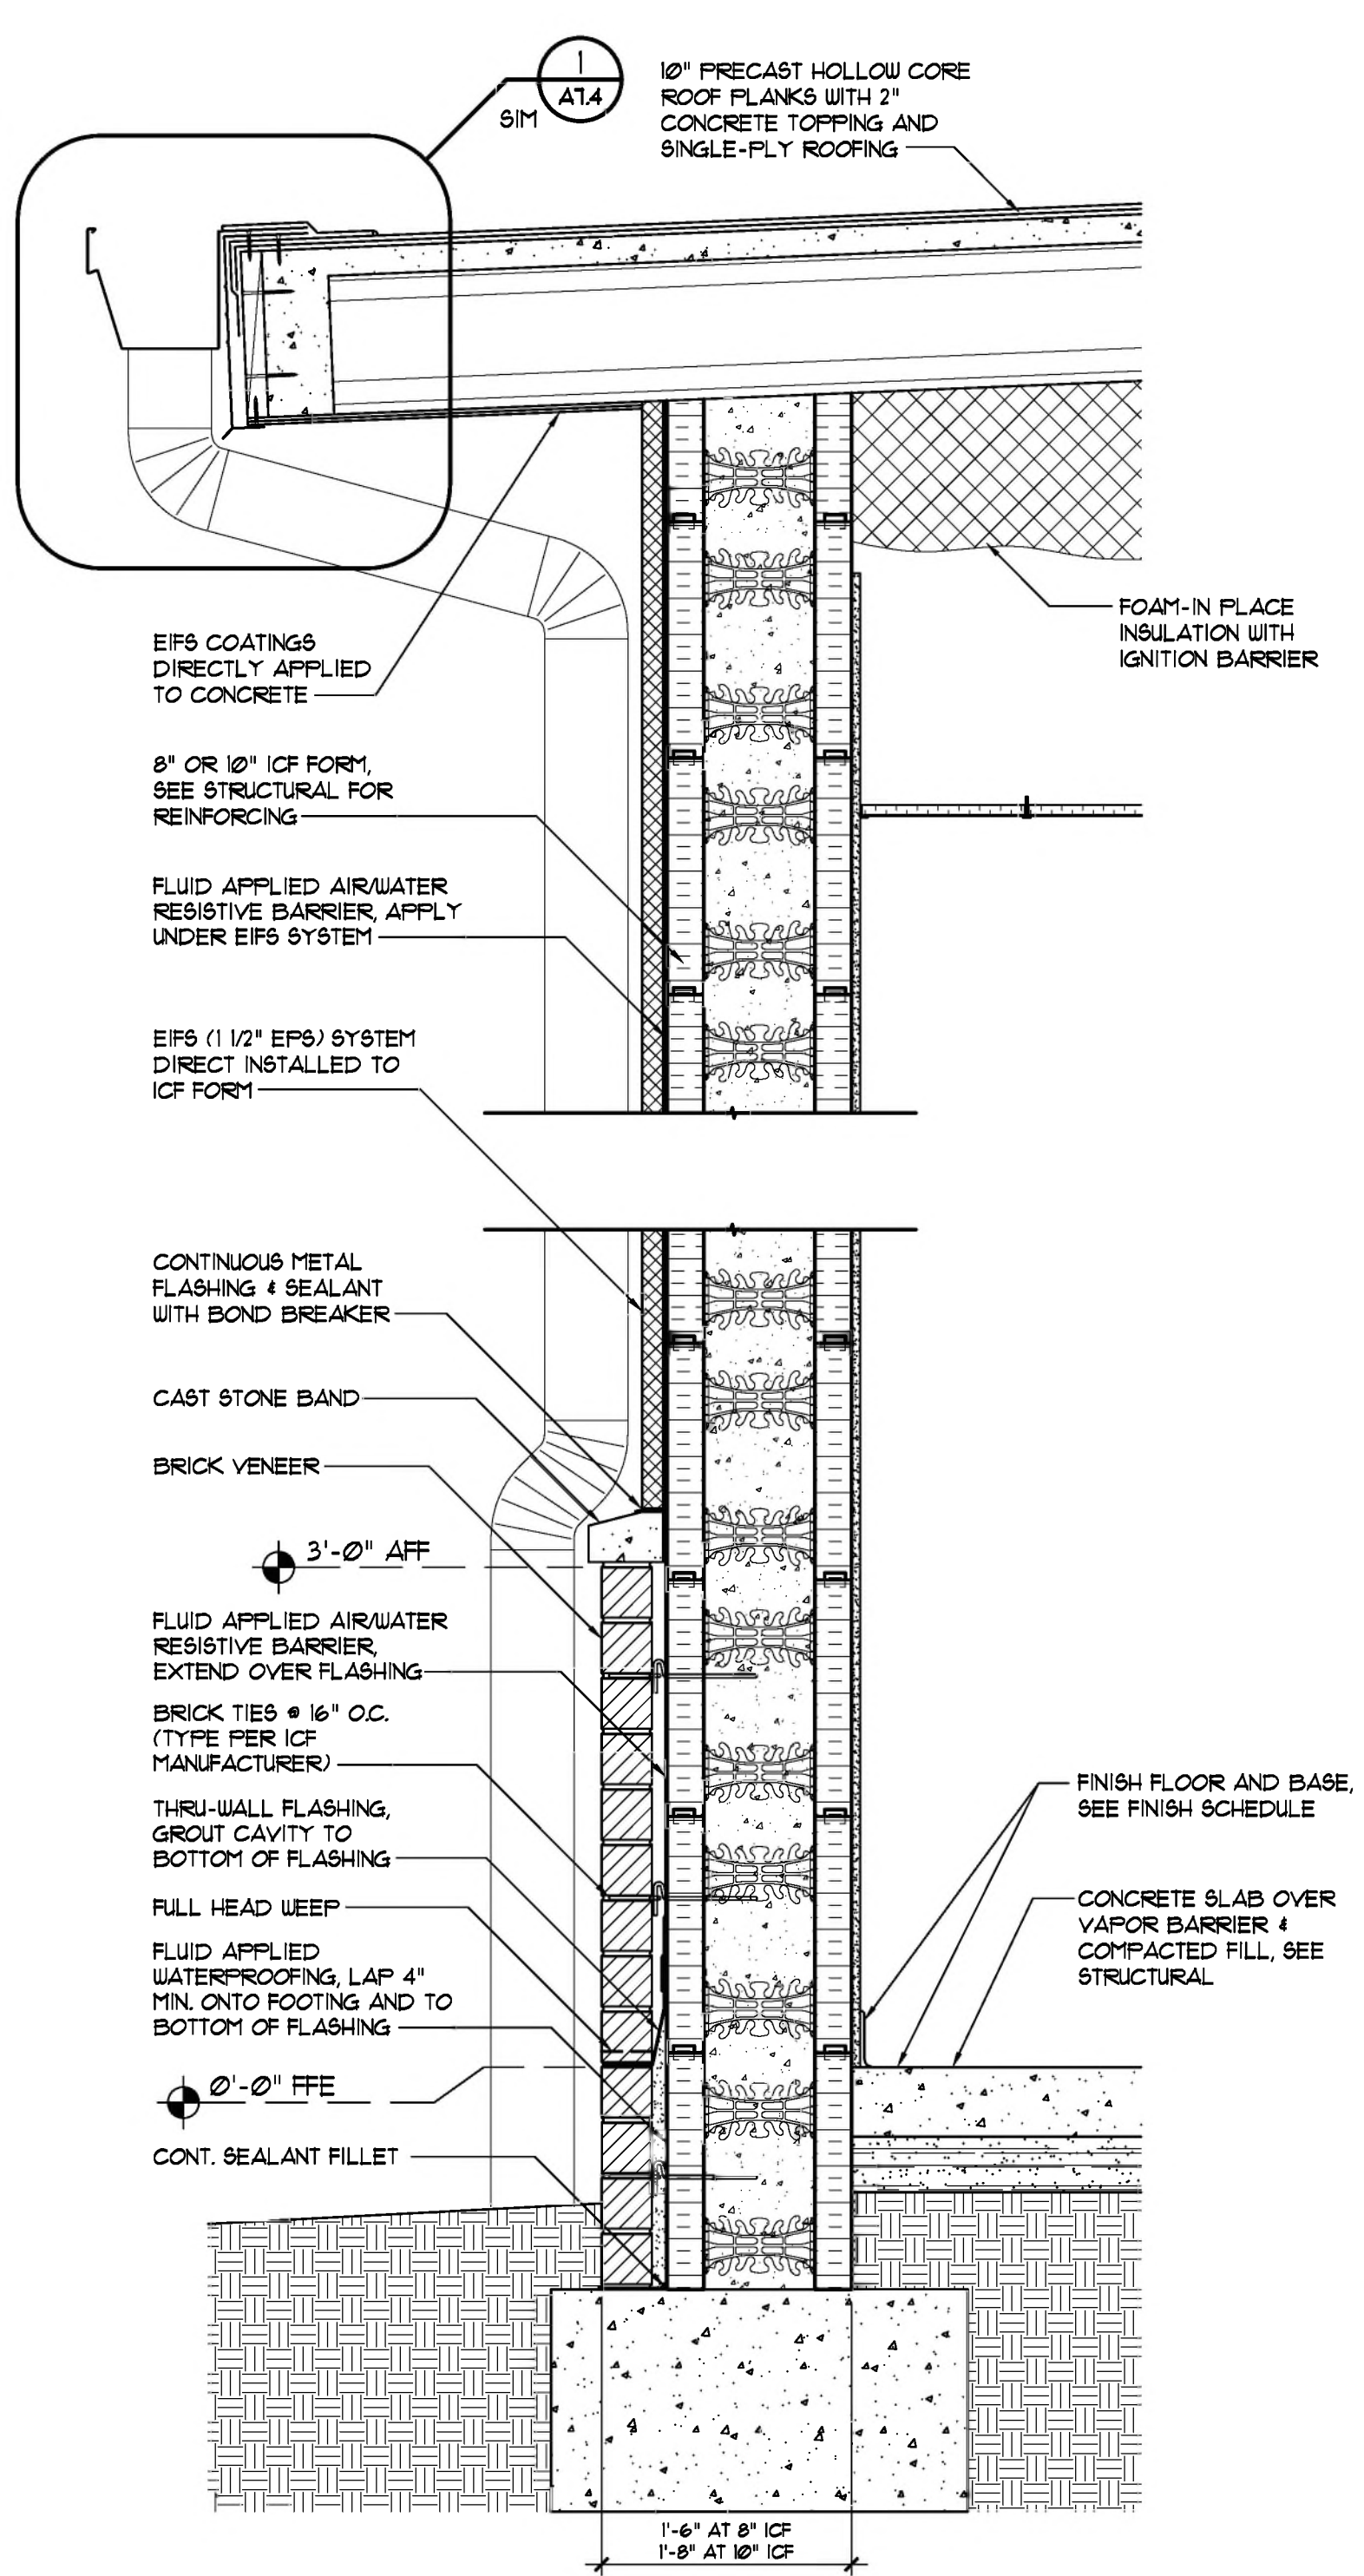 1
A7.4
SIM
10" PRECAST HOLLOW CORE
ROOF PLANKS WITH 2"
CONCRETE TOPPING AND
SINGLE-PLY ROOFING
FOAM-IN PLACE
INSULATION WITH
IGNITION BARRIER
EIFS COATINGS
DIRECTLY APPLIED
TO CONCRETE
8" OR 10" ICF FORM,
SEE STRUCTURAL FOR
REINFORCING
FLUID APPLIED AIR/WATER
RESISTIVE BARRIER, APPLY
UNDER EIFS SYSTEM
EIFS (1 1/2" EPS) SYSTEM
DIRECT INSTALLED TO
ICF FORM
CONTINUOUS METAL
FLASHING & SEALANT
WITH BOND BREAKER
CAST STONE BAND
BRICK VENEER
3'-0" AFF
FLUID APPLIED AIR/WATER
RESISTIVE BARRIER,
EXTEND OVER FLASHING
BRICK TIES @ 16" O.C.
(TYPE PER ICF
MANUFACTURER)
THRU-WALL FLASHING,
GROUT CAVITY TO
BOTTOM OF FLASHING
FULL HEAD WEEP
FLUID APPLIED
WATERPROOFING, LAP 4"
MIN. ONTO FOOTING AND TO
BOTTOM OF FLASHING
0'-0" FFE
CONT. SEALANT FILLET
FINISH FLOOR AND BASE,
SEE FINISH SCHEDULE
CONCRETE SLAB OVER
VAPOR BARRIER &
COMPACTED FILL, SEE
STRUCTURAL
1'-6" AT 8" ICF
1'-8" AT 10" ICF